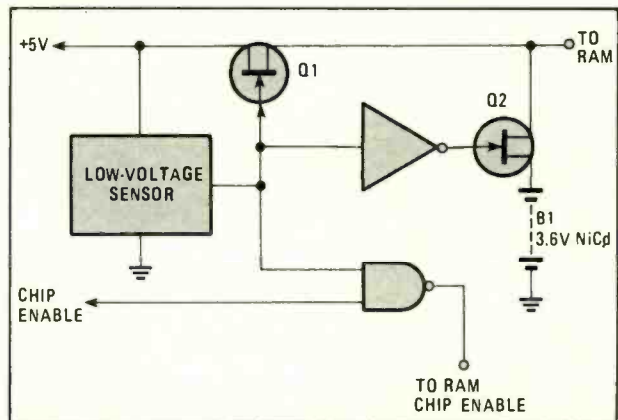 +5V
TO
RAM
Q1
Q2
LOW-VOLTAGE
SENSOR
B1
3.6V NiCd
CHIP
ENABLE
TO RAM
CHIP ENABLE